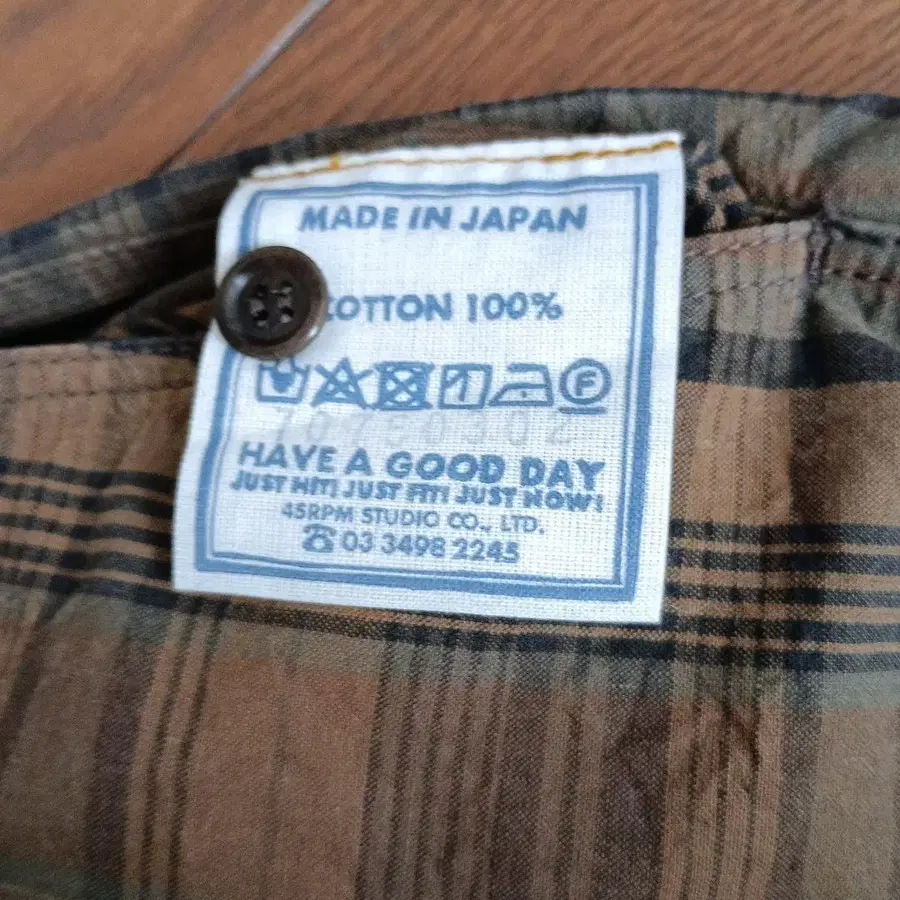 MADE IN JAPAN
COTTON 100%
F
HAVE A GOOD DAY
JUST HIT! JUST FIT! JUST NOW!
45RPM STUDIO CO., LTD.
☎ 03 3498 2245